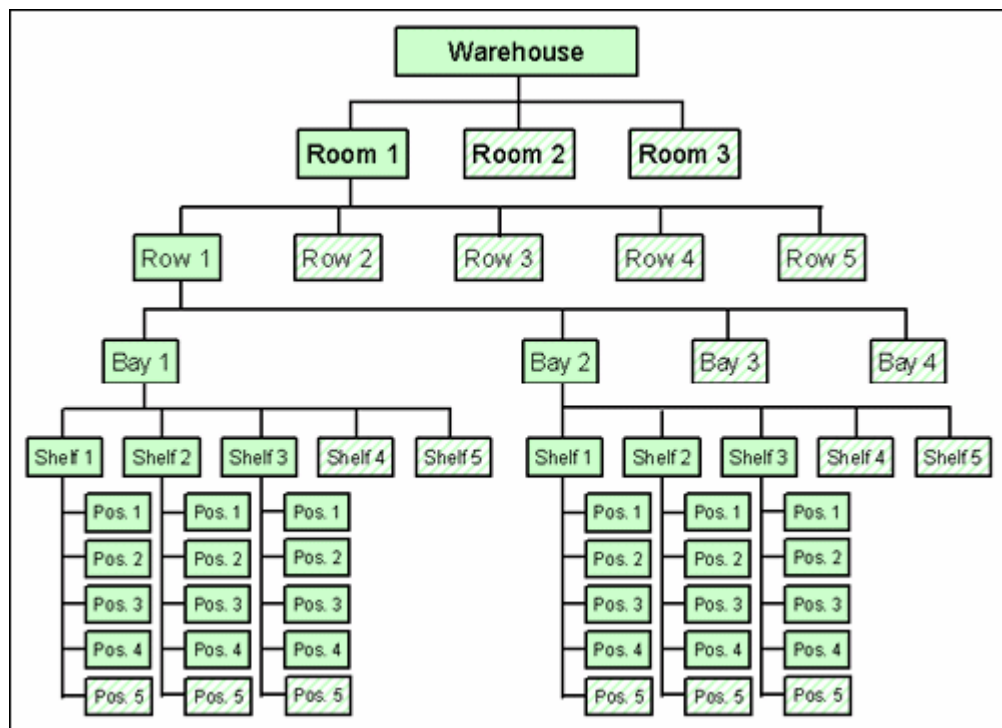 Warehouse
Room 1 Room 2 Room 3
Row 1 Row 2 Row 3 Row 4 Row 5
Bay 1 Bay 2 Bay 3 Bay 4
Shelf 1 Shelf 2 Shelf 3 Shelf 4 Shelf 5 Shelf 1 Shelf 2 Shelf 3 Shelf 4 Shelf 5
Pos. 1 Pos. 1 Pos. 1 Pos. 1 Pos. 1 Pos. 1
Pos. 2 Pos. 2 Pos. 2 Pos. 2 Pos. 2 Pos. 2
Pos. 3 Pos. 3 Pos. 3 Pos. 3 Pos. 3 Pos. 3
Pos. 4 Pos. 4 Pos. 4 Pos. 4 Pos. 4 Pos. 4
Pos. 5 Pos. 5 Pos. 5 Pos. 5 Pos. 5 Pos. 5